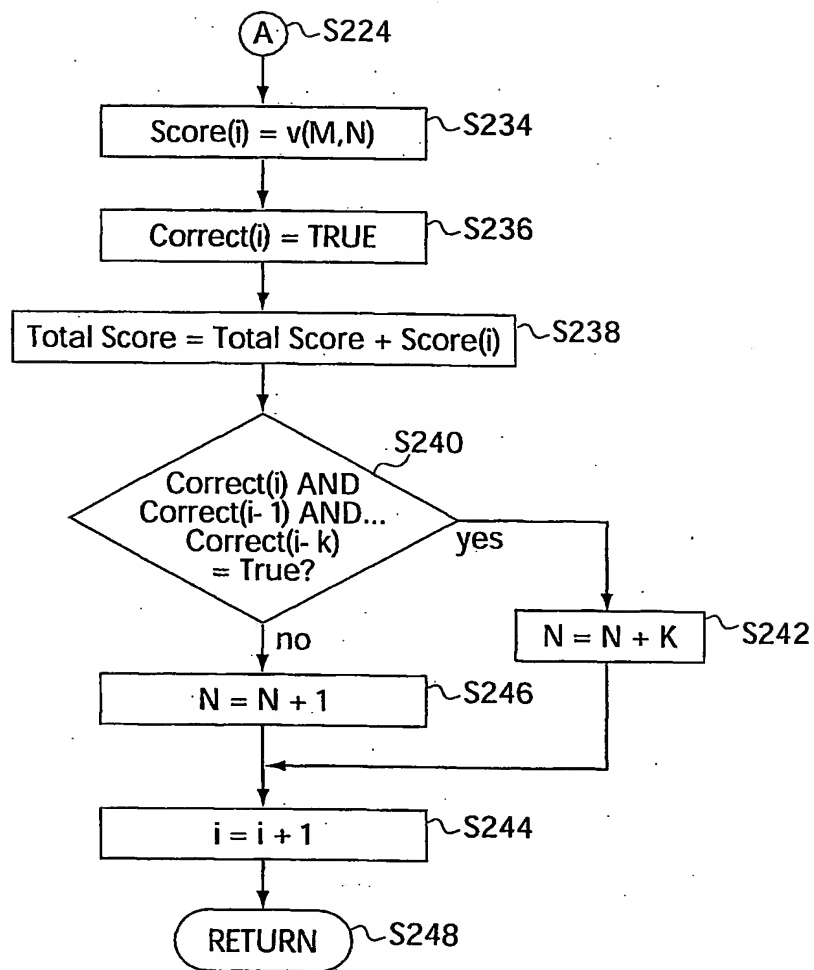 A S224
Score(i) = v(M,N) S234
Correct(i) = TRUE S236
Total Score = Total Score + Score(i) S238
S240
Correct(i) AND
Correct(i- 1) AND...
Correct(i- k)
= True?
yes
no
N = N + K S242
N = N + 1 S246
i = i + 1 S244
RETURN S248